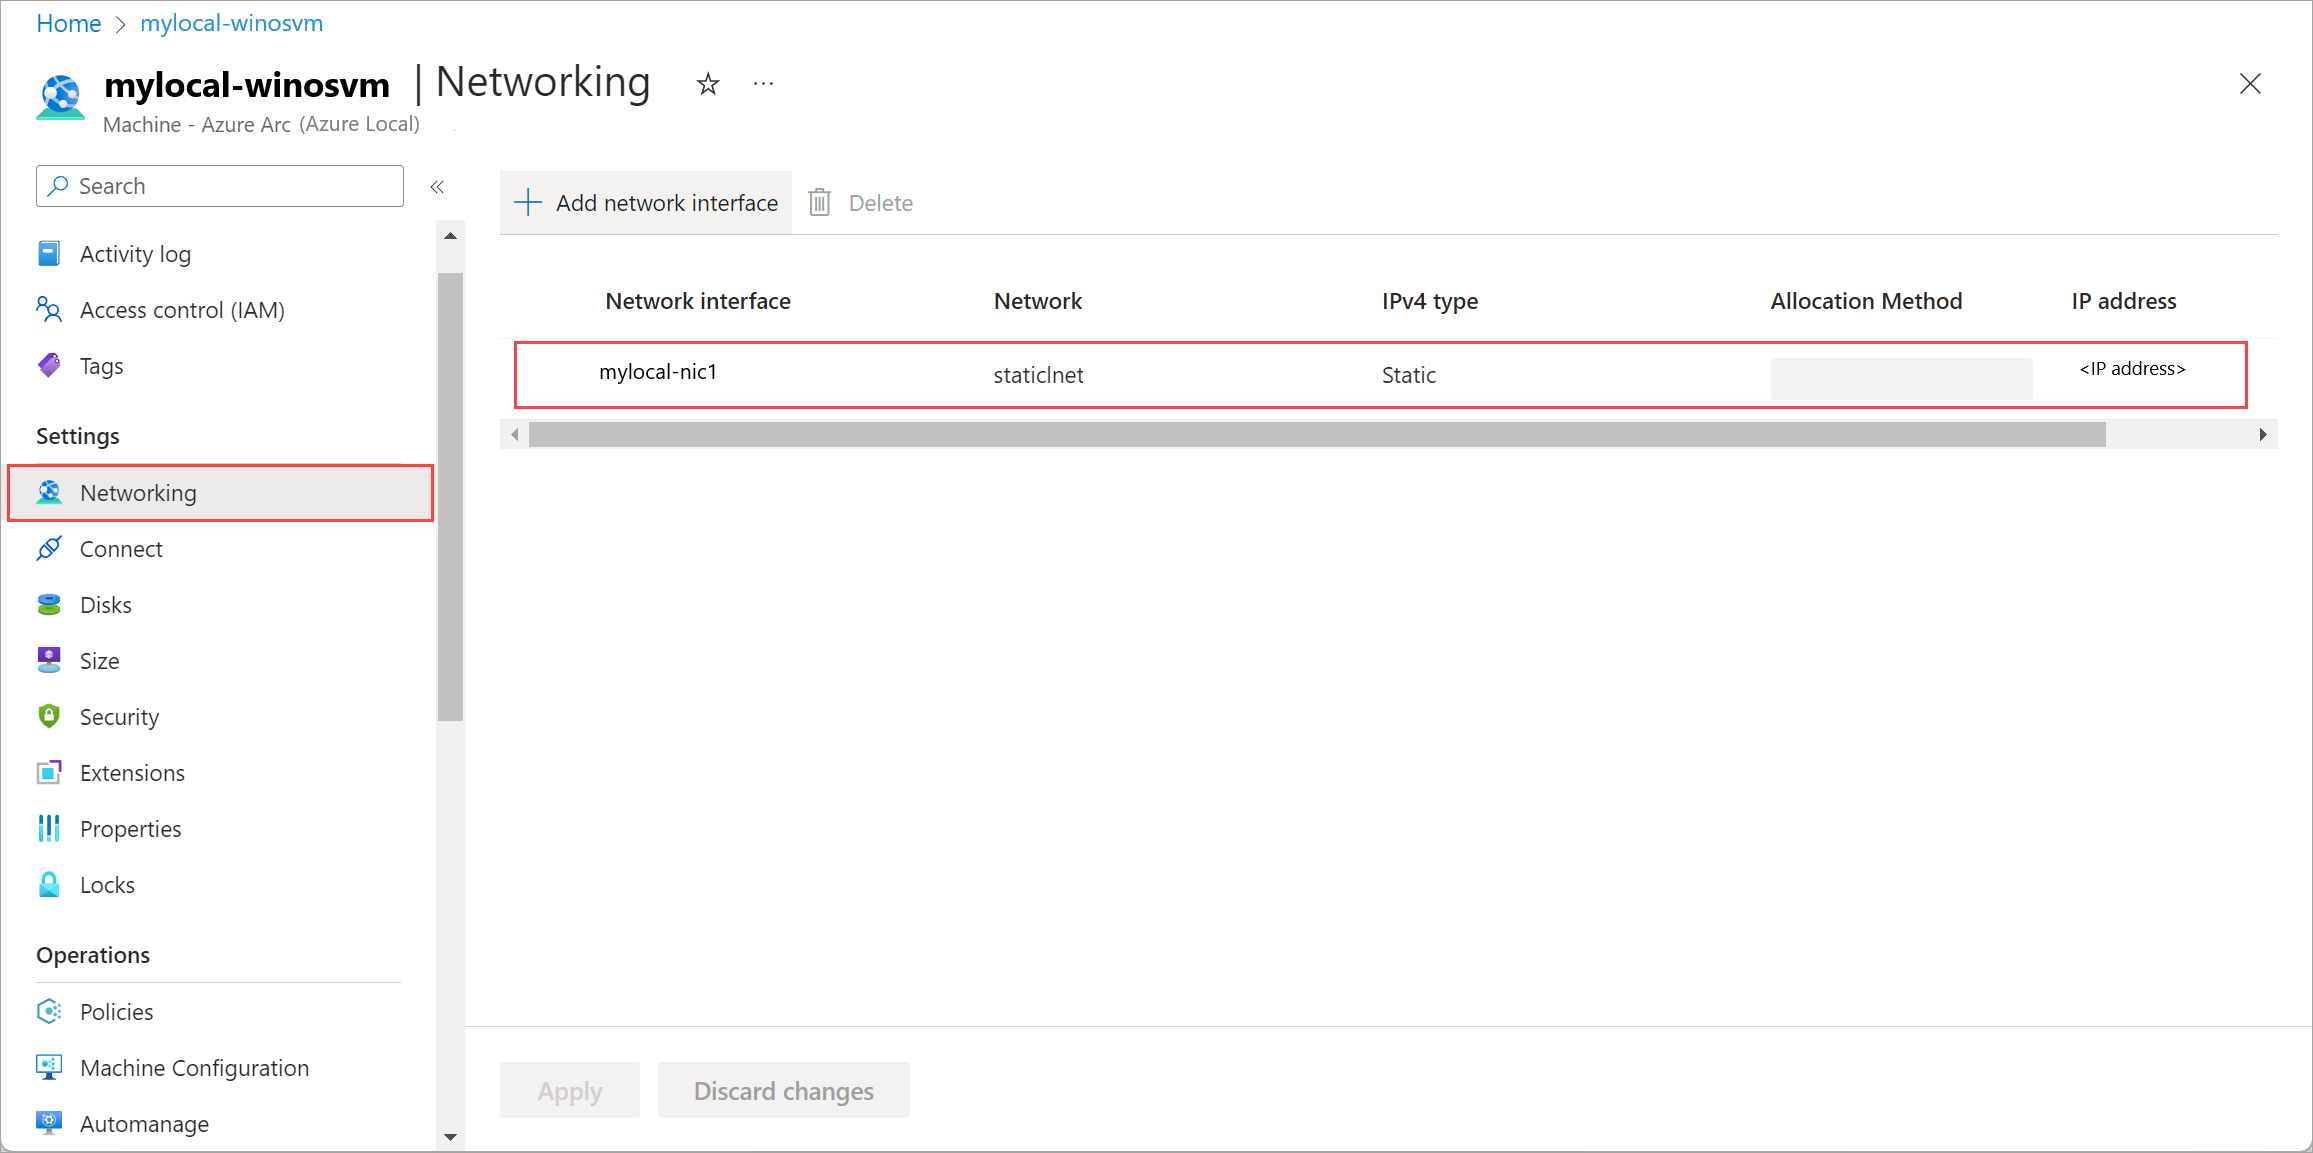 Home > mylocal-winosvm
mylocal-winosvm | Networking
Machine - Azure Arc (Azure Local)
Search
Activity log
Access control (IAM)
Tags
Settings
Networking
Connect
Disks
Size
Security
Extensions
Properties
Locks
Operations
Policies
Machine Configuration
Automanage
Add network interface Delete
Network interface Network IPv4 type Allocation Method IP address
mylocal-nic1 staticlnet Static <IP address>
Apply Discard changes